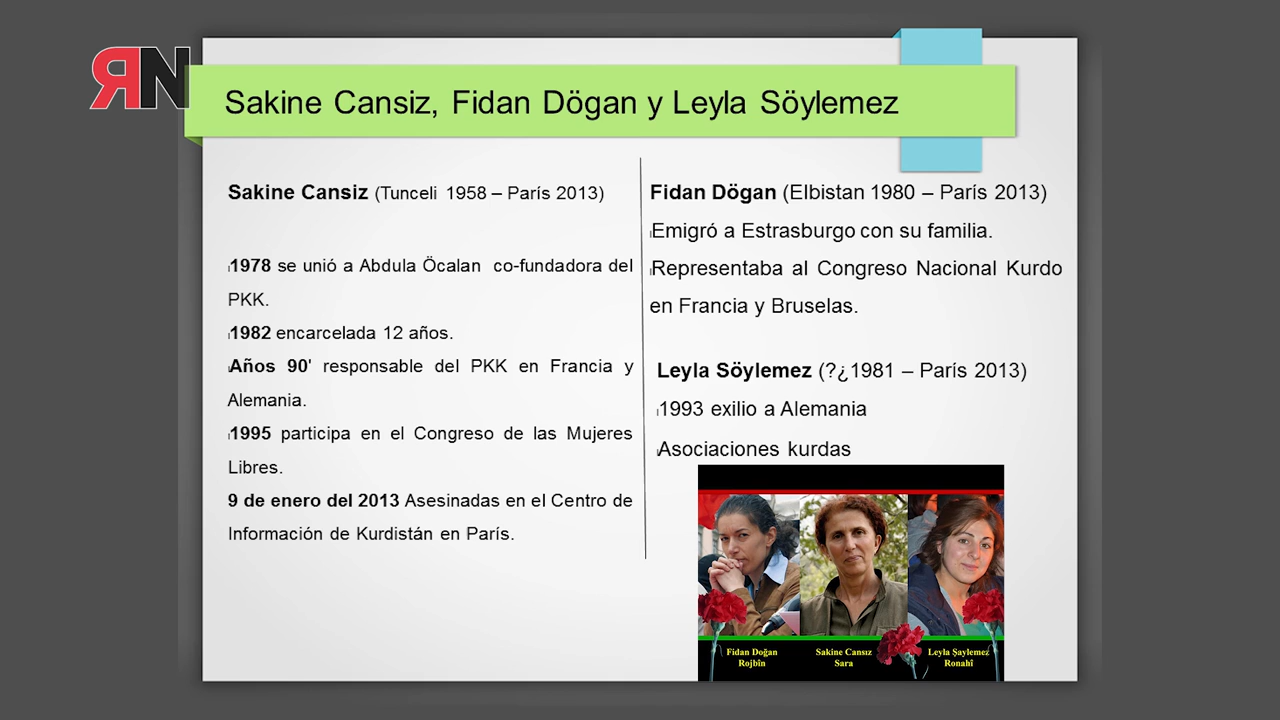 ЯN
Sakine Cansiz, Fidan Dögan y Leyla Söylemez
Sakine Cansiz (Tunceli 1958 – París 2013)
1978 se unió a Abdula Öcalan co-fundadora del
PKK.
1982 encarcelada 12 años.
Años 90' responsable del PKK en Francia y
Alemania.
1995 participa en el Congreso de las Mujeres
Libres.
9 de enero del 2013 Asesinadas en el Centro de
Información de Kurdistán en París.
Fidan Dögan (Elbistan 1980 – París 2013)
Emigró a Estrasburgo con su familia.
Representaba al Congreso Nacional Kurdo
en Francia y Bruselas.
Leyla Söylemez (?¿1981 – París 2013)
1993 exilio a Alemania
Asociaciones kurdas
Fidan Doğan
Rojbîn
Sakine Cansız
Sara
Leyla Şaylemez
Ronahî